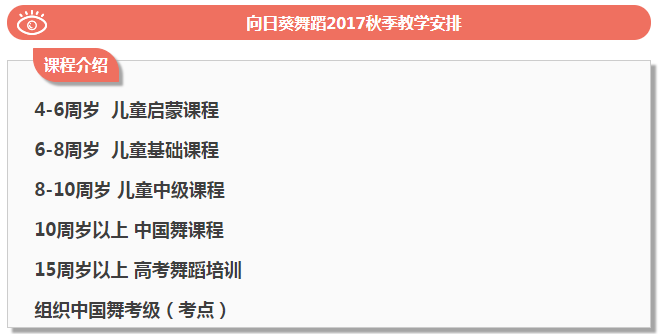 向日葵舞蹈2017秋季教学安排
课程介绍
4-6周岁 儿童启蒙课程
6-8周岁 儿童基础课程
8-10周岁 儿童中级课程
10周岁以上 中国舞课程
15周岁以上 高考舞蹈培训
组织中国舞考级（考点）